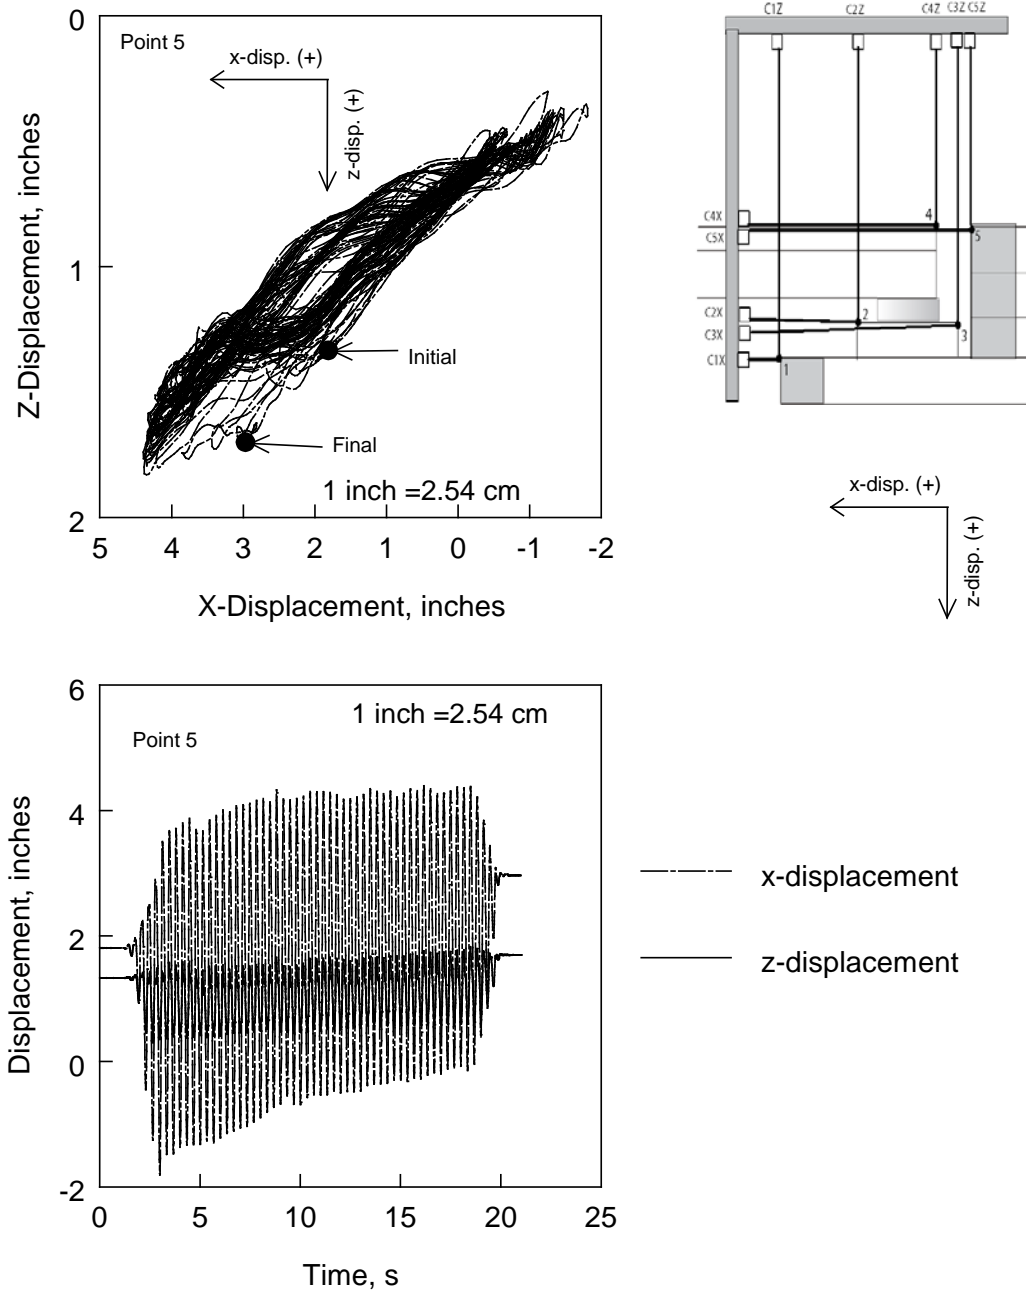 0
Point 5
x-disp. (+)
z-disp. (+)
Z-Displacement, inches
1
Initial
Final
1 inch =2.54 cm
2
5 4 3 2 1 0 -1 -2
X-Displacement, inches
C1Z C2Z C4Z C3Z C5Z
C4X
4
C5X
5
C2X
2
C3X
3
C1X
1
x-disp. (+)
z-disp. (+)
6
1 inch =2.54 cm
Point 5
4
Displacement, inches
2
0
-2
0 5 10 15 20 25
Time, s
x-displacement
z-displacement